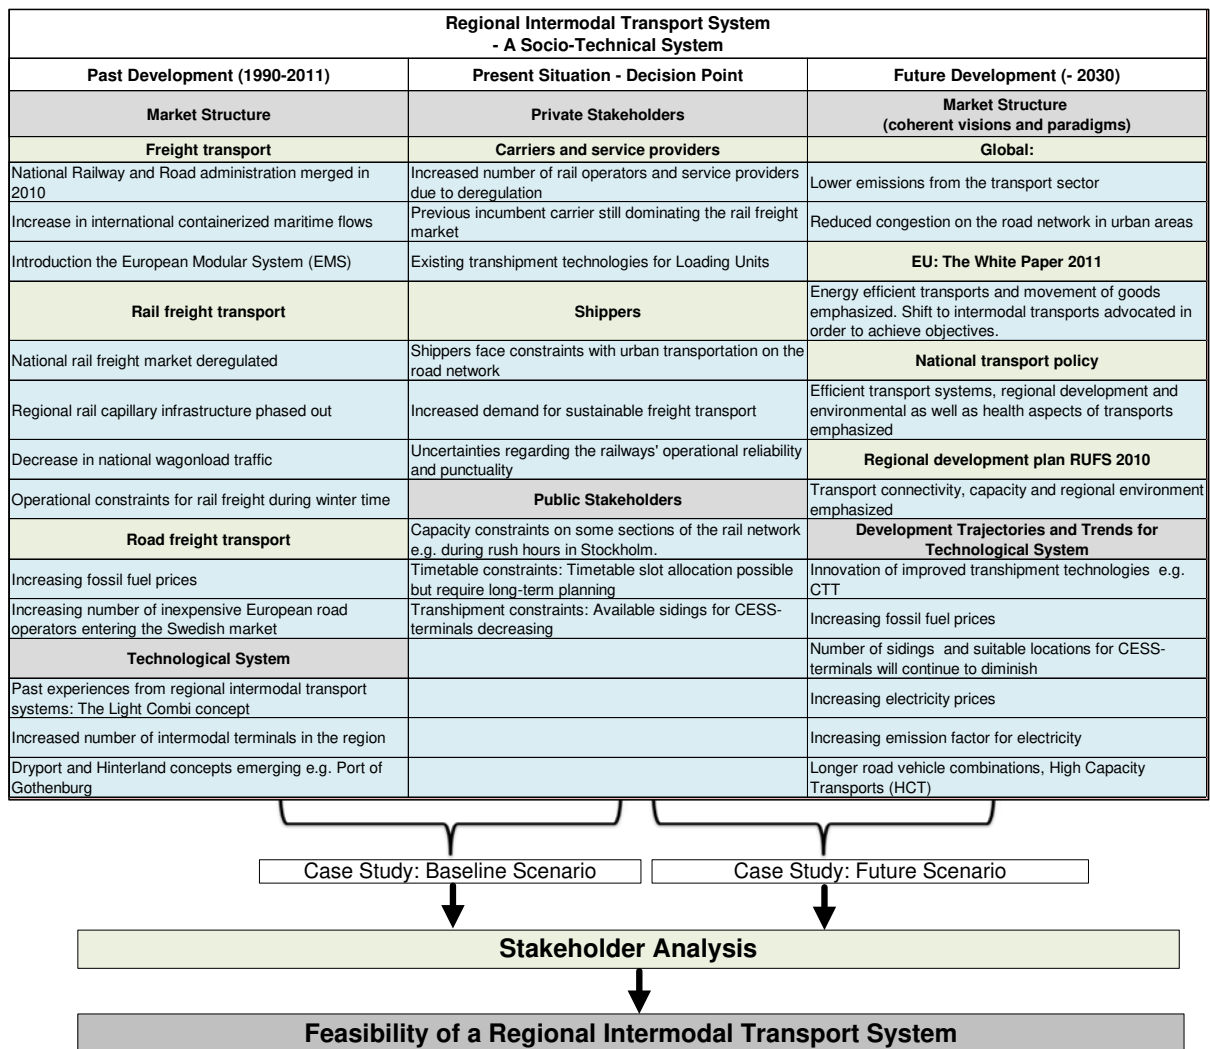 Regional Intermodal Transport System
- A Socio-Technical System
Past Development (1990-2011)
Market Structure
Freight transport
National Railway and Road administration merged in
2010
Increase in international containerized maritime flows
Introduction the European Modular System (EMS)
Rail freight transport
National rail freight market deregulated
Regional rail capillary infrastructure phased out
Decrease in national wagonload traffic
Operational constraints for rail freight during winter time
Road freight transport
Increasing fossil fuel prices
Increasing number of inexpensive European road
operators entering the Swedish market
Technological System
Past experiences from regional intermodal transport
systems: The Light Combi concept
Increased number of intermodal terminals in the region
Dryport and Hinterland concepts emerging e.g. Port of
Gothenburg
Present Situation - Decision Point
Private Stakeholders
Carriers and service providers
Increased number of rail operators and service providers
due to deregulation
Previous incumbent carrier still dominating the rail freight
market
Existing transhipment technologies for Loading Units
Shippers
Shippers face constraints with urban transportation on the
road network
Increased demand for sustainable freight transport
Uncertainties regarding the railways' operational reliability
and punctuality
Public Stakeholders
Capacity constraints on some sections of the rail network
e.g. during rush hours in Stockholm.
Timetable constraints: Timetable slot allocation possible
but require long-term planning
Transhipment constraints: Available sidings for CESS-
terminals decreasing
Future Development (- 2030)
Market Structure
(coherent visions and paradigms)
Global:
Lower emissions from the transport sector
Reduced congestion on the road network in urban areas
EU: The White Paper 2011
Energy efficient transports and movement of goods
emphasized. Shift to intermodal transports advocated in
order to achieve objectives.
National transport policy
Efficient transport systems, regional development and
environmental as well as health aspects of transports
emphasized
Regional development plan RUFS 2010
Transport connectivity, capacity and regional environment
emphasized
Development Trajectories and Trends for
Technological System
Innovation of improved transhipment technologies e.g.
CTT
Increasing fossil fuel prices
Number of sidings and suitable locations for CESS-
terminals will continue to diminish
Increasing electricity prices
Increasing emission factor for electricity
Longer road vehicle combinations, High Capacity
Transports (HCT)
Case Study: Baseline Scenario
Case Study: Future Scenario
Stakeholder Analysis
Feasibility of a Regional Intermodal Transport System